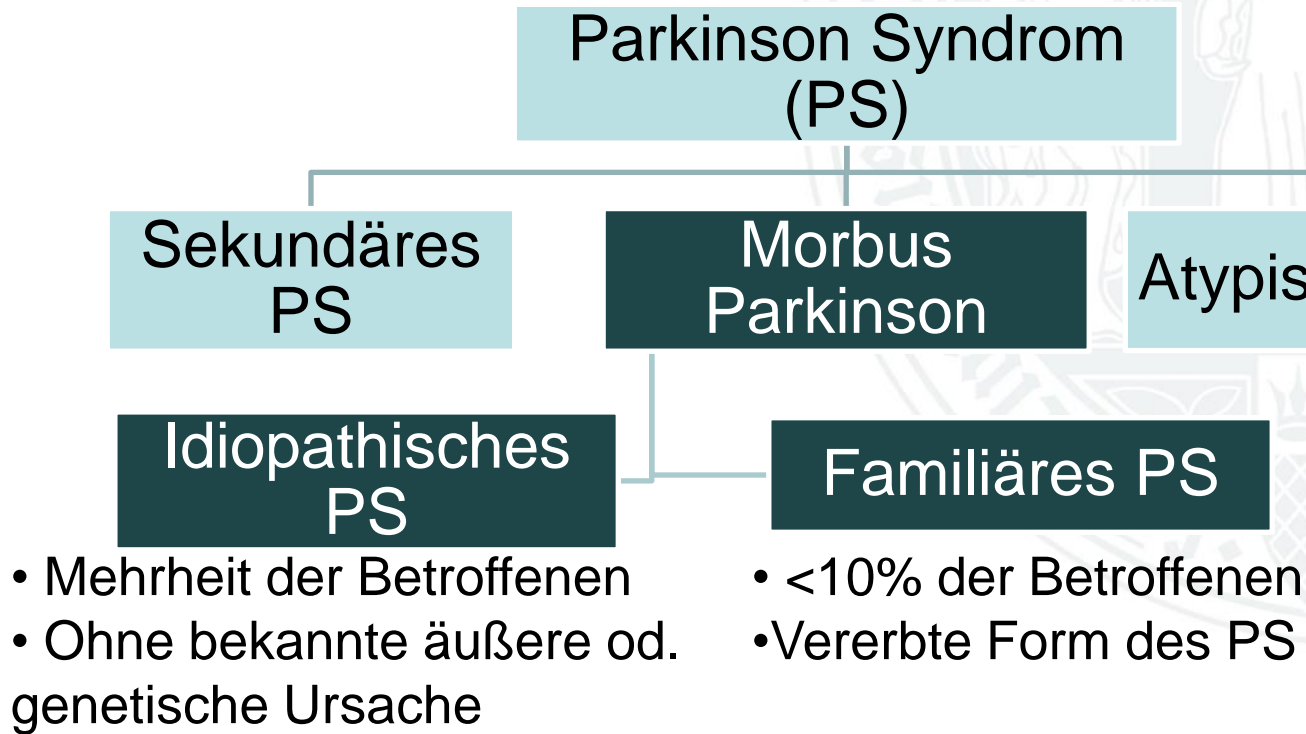 Parkinson Syndrom
(PS)
Sekundäres
PS
Morbus
Parkinson
Idiopathisches
PS
Familiäres PS
• Mehrheit der Betroffenen
• Ohne bekannte äußere od.
genetische Ursache
• <10% der Betroffenen
•Vererbte Form des PS